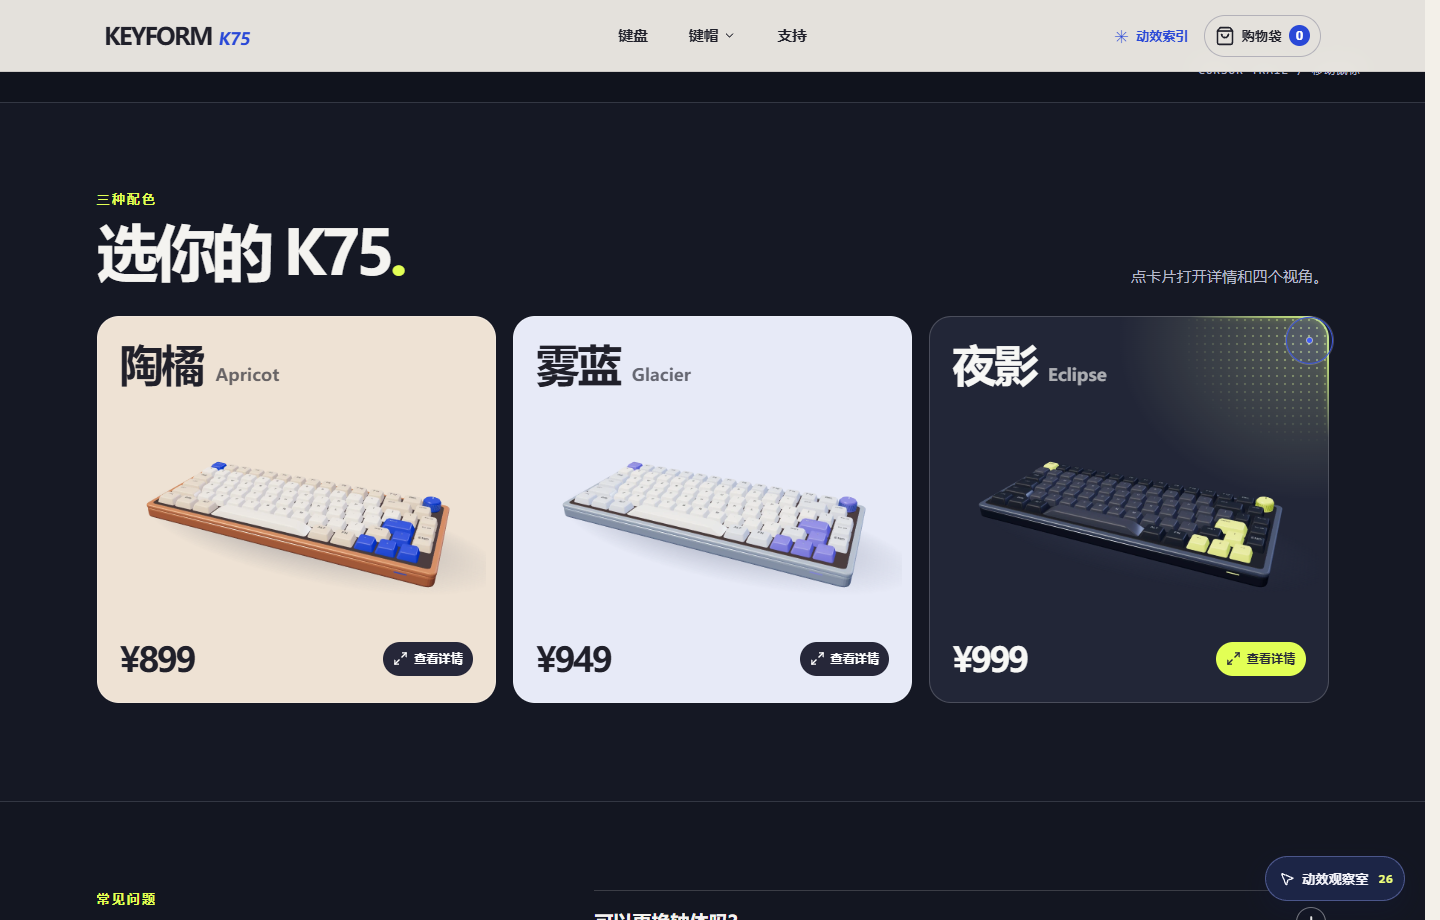 KEYFORM K75
键盘
键帽
支持
动效索引
购物袋 0
三种配色
选你的 K75.
点卡片打开详情和四个视角。
陶橘 Apricot
¥899
查看详情
雾蓝 Glacier
¥949
查看详情
夜影 Eclipse
¥999
查看详情
常见问题
动效观察室 26